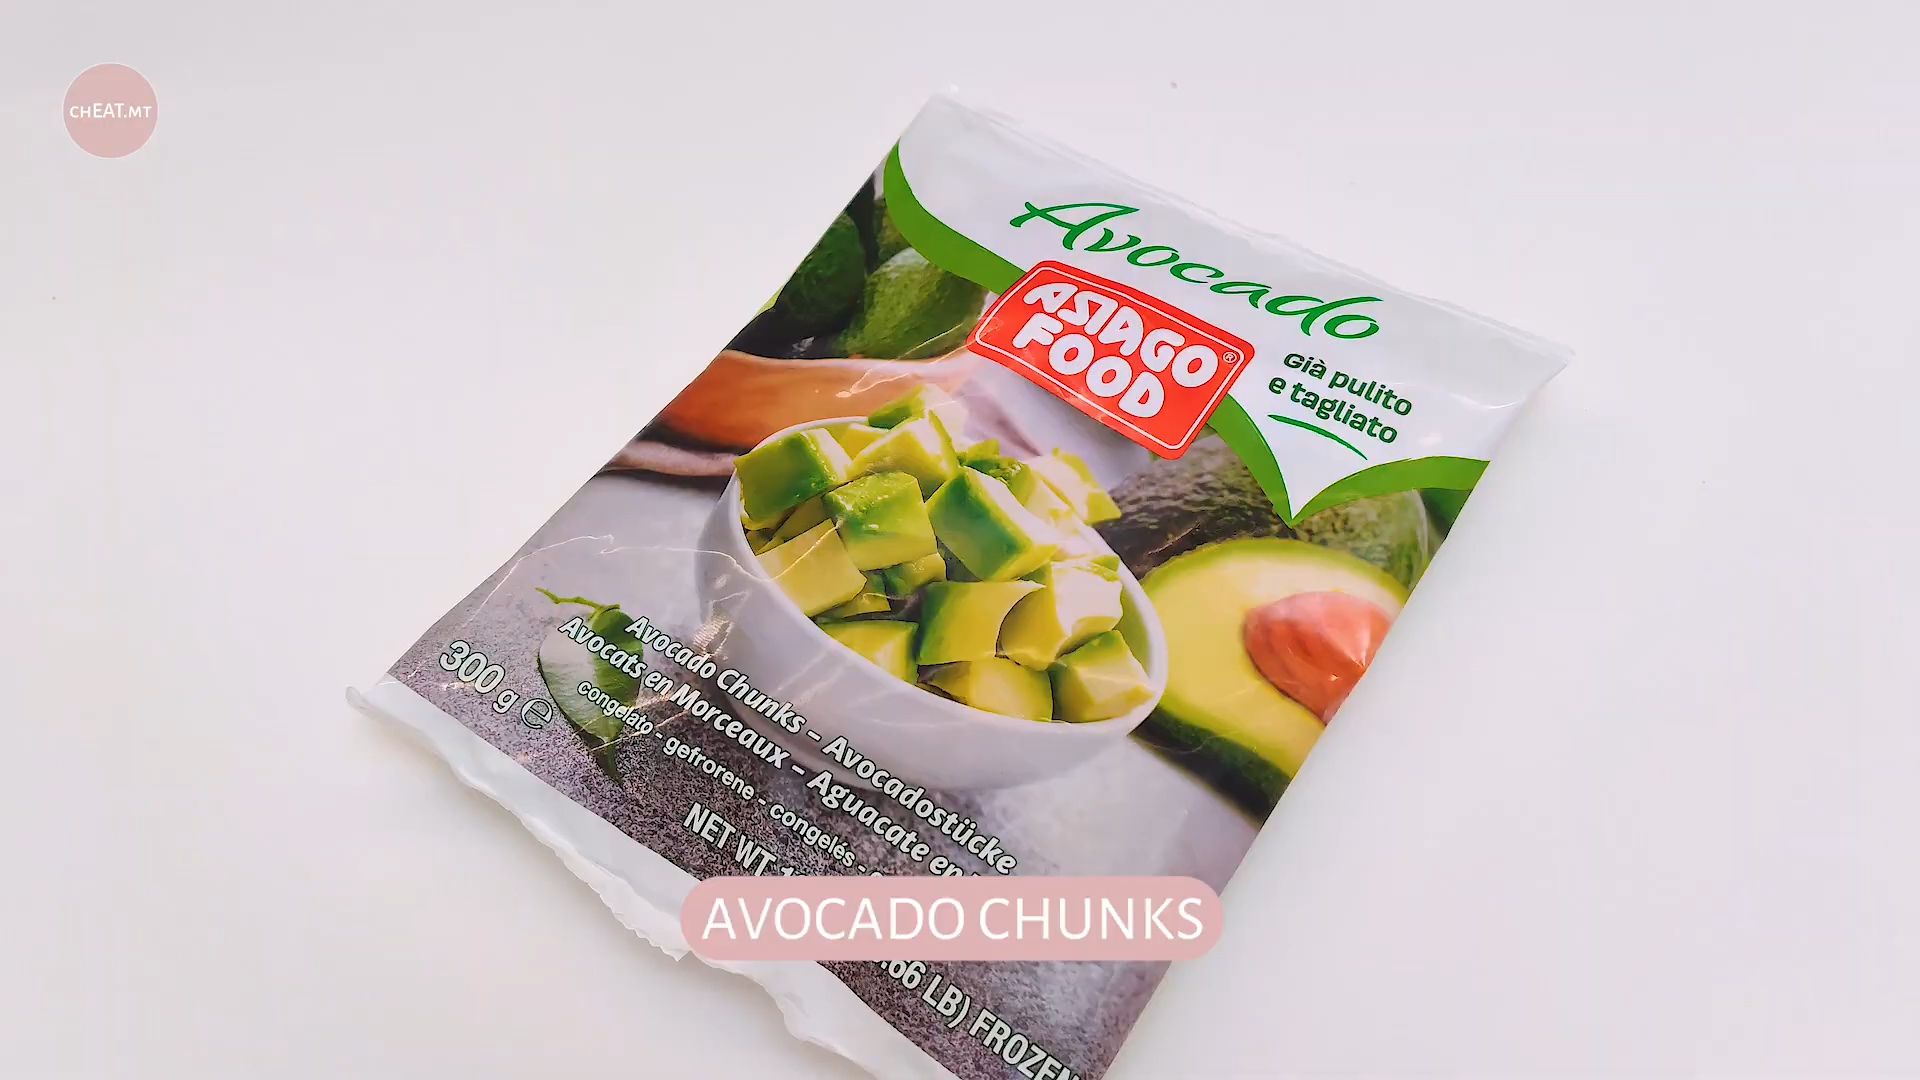 CHEAT.MT
Avocado
ASIAGO
FOOD®
Già pulito
e tagliato
Avocado Chunks - Avocadostücke
Avocats en Morceaux - Aguacate en
congelato - gefrorene - congelés -
300 g e
NET WT.
.66 LB) FROZEN
AVOCADO CHUNKS